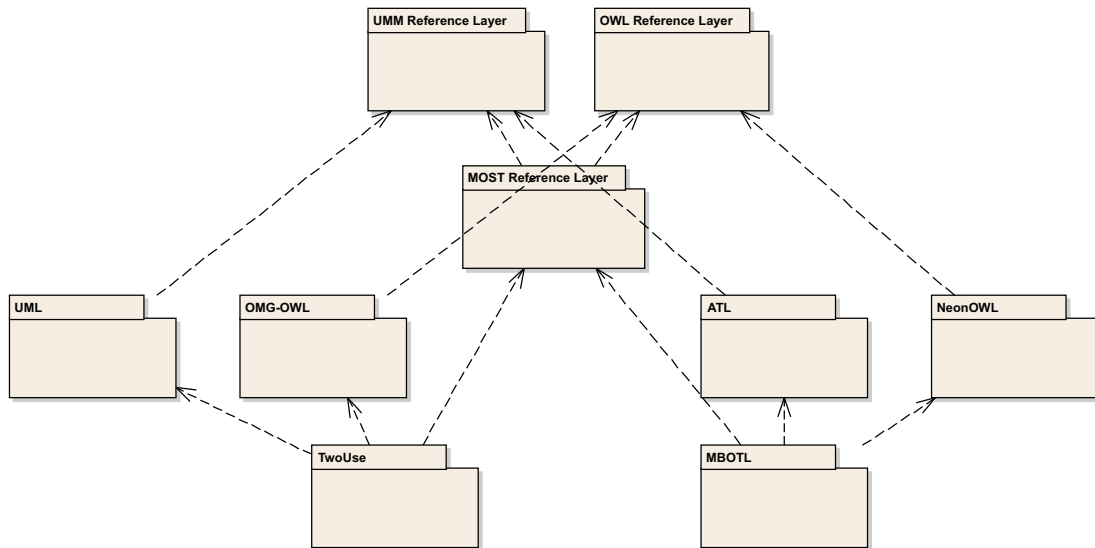 UMM Reference Layer
OWL Reference Layer
MOST Reference Layer
UML
OMG-OWL
ATL
NeonOWL
TwoUse
MBOTL